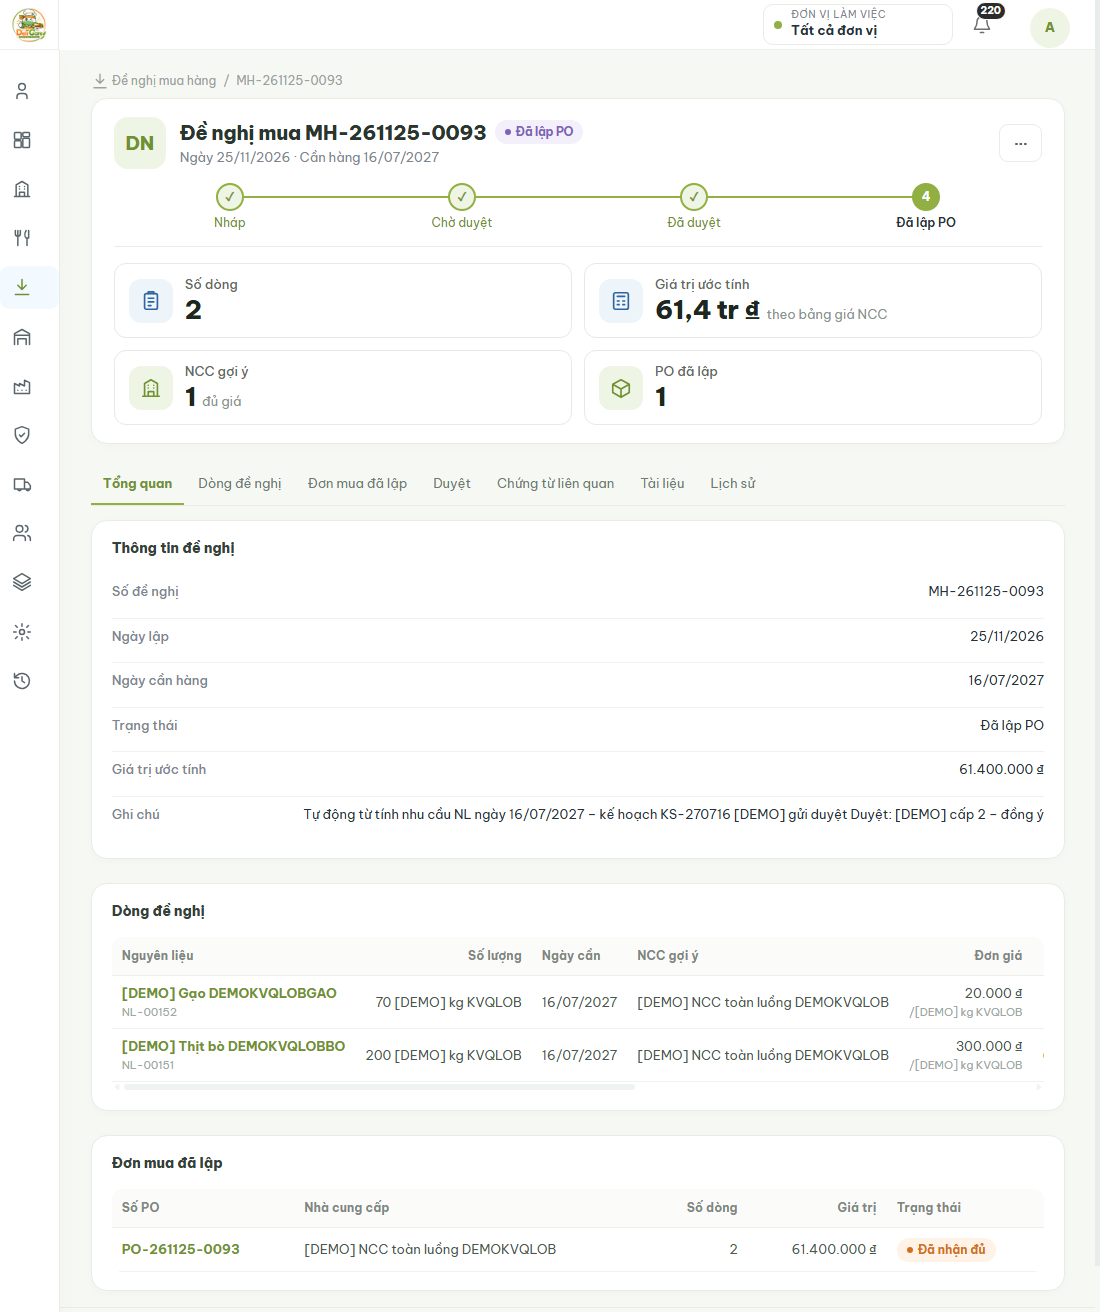 ĐƠN VỊ LÀM VIỆC
Tất cả đơn vị
220
A
Đề nghị mua hàng / MH-261125-0093
DN
Đề nghị mua MH-261125-0093
Đã lập PO
Ngày 25/11/2026 · Cần hàng 16/07/2027
...
4
Nháp
Chờ duyệt
Đã duyệt
Đã lập PO
Số dòng
2
Giá trị ước tính
61,4 tr đ theo bảng giá NCC
NCC gợi ý
1 đủ giá
PO đã lập
1
Tổng quan
Dòng đề nghị
Đơn mua đã lập
Duyệt
Chứng từ liên quan
Tài liệu
Lịch sử
Thông tin đề nghị
Số đề nghị MH-261125-0093
Ngày lập 25/11/2026
Ngày cần hàng 16/07/2027
Trạng thái Đã lập PO
Giá trị ước tính 61.400.000 đ
Ghi chú Tự động từ tính nhu cầu NL ngày 16/07/2027 – kế hoạch KS-270716 [DEMO] gửi duyệt Duyệt: [DEMO] cấp 2 – đồng ý
Dòng đề nghị
Nguyên liệu Số lượng Ngày cần NCC gợi ý Đơn giá
[DEMO] Gạo DEMOKVQLOBGAO 70 [DEMO] kg KVQLOB 16/07/2027 [DEMO] NCC toàn luồng DEMOKVQLOB 20.000 đ
NL-00152 /[DEMO] kg KVQLOB
[DEMO] Thịt bò DEMOKVQLOBBO 200 [DEMO] kg KVQLOB 16/07/2027 [DEMO] NCC toàn luồng DEMOKVQLOB 300.000 đ
NL-00151 /[DEMO] kg KVQLOB
Đơn mua đã lập
Số PO Nhà cung cấp Số dòng Giá trị Trạng thái
PO-261125-0093 [DEMO] NCC toàn luồng DEMOKVQLOB 2 61.400.000 đ Đã nhận đủ